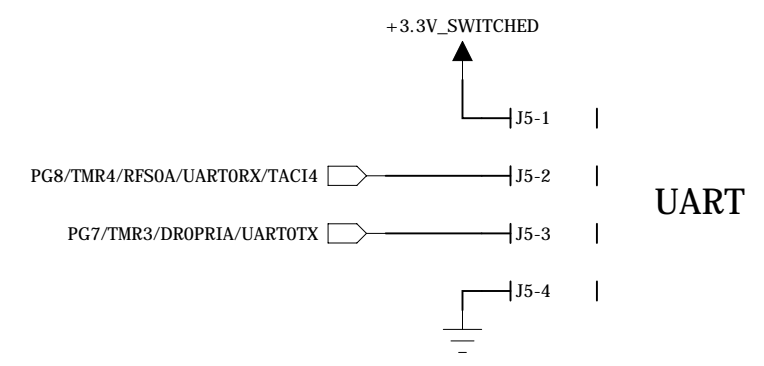 +3.3V_SWITCHED
J5-1
PG8/TMR4/RFS0A/UART0RX/TACI4 J5-2
UART
PG7/TMR3/DR0PRIA/UART0TX J5-3
J5-4